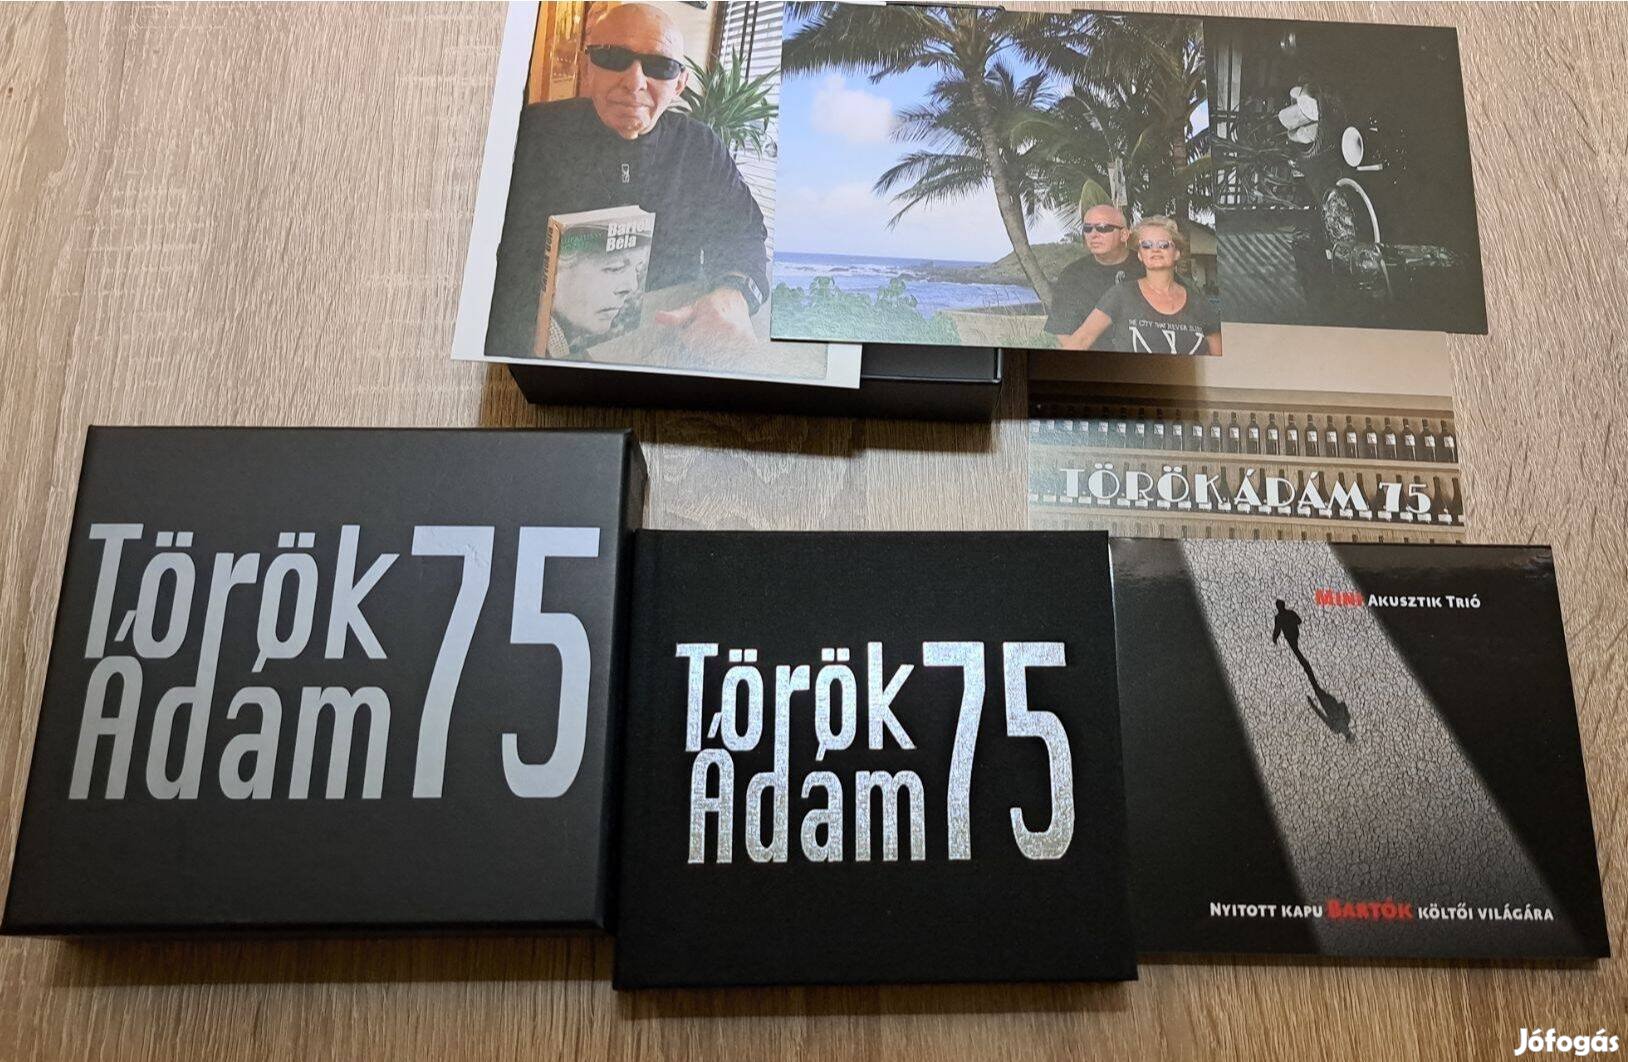 Bartók
Béla
THE CITY THAT NEVER SLEEPS
NY
TÖRÖK ÁDÁM 75
Török
Ádám 75
Török
Ádám 75
MINI AKUSZTIK TRIÓ
NYITOTT KAPU BARTÓK KÖLTŐI VILÁGÁRA
Jófogás